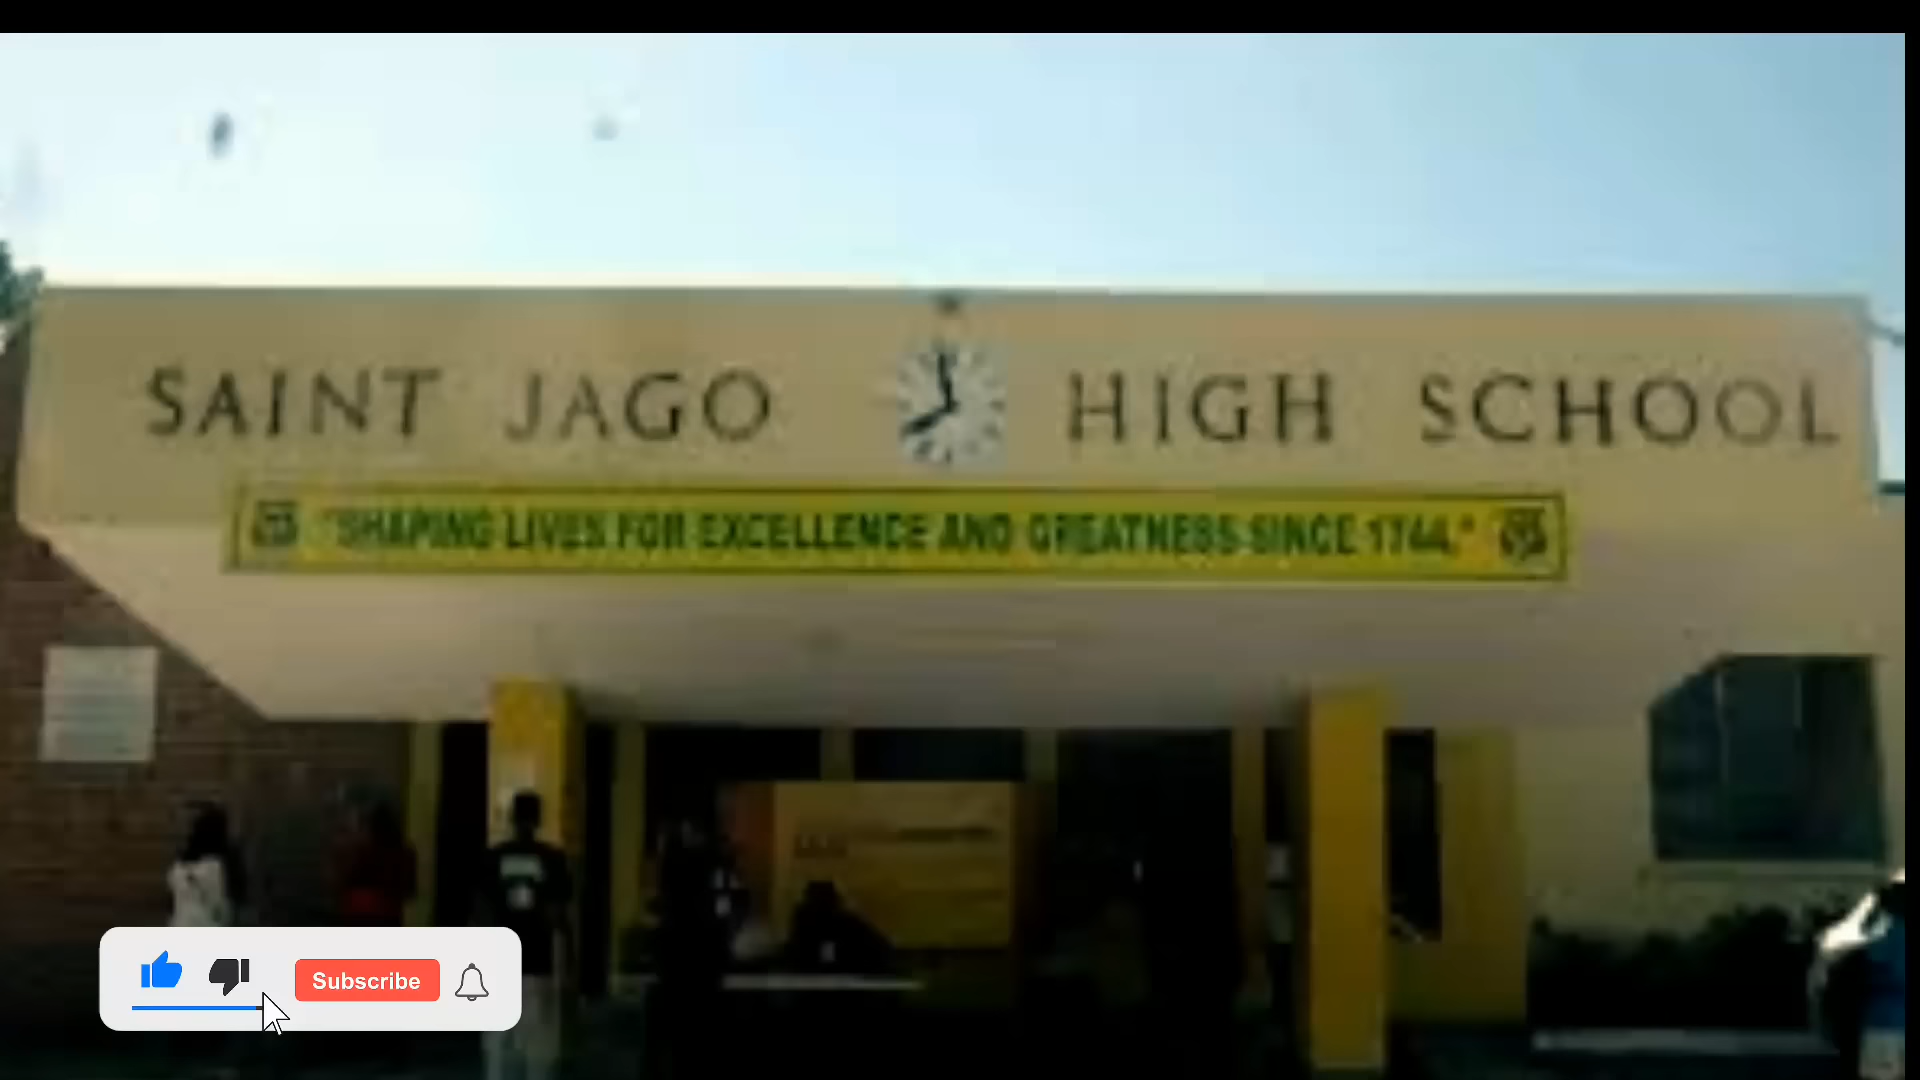 SAINT JAGO HIGH SCHOOL
"SHAPING LIVES FOR EXCELLENCE AND GREATNESS SINCE 1744."
Subscribe